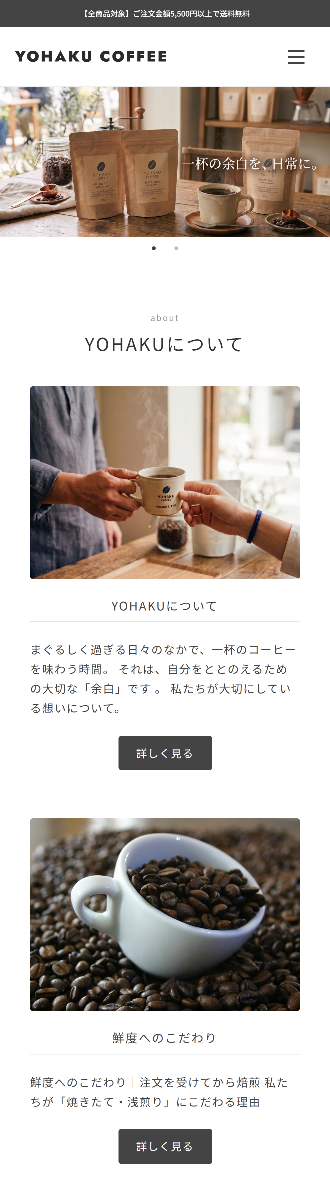 【全商品対象】ご注文金額5,500円以上で送料無料
YOHAKU COFFEE
一杯の余白を、日常に。
about
YOHAKUについて
YOHAKUについて
まぐるしく過ぎる日々のなかで、一杯のコーヒー
を味わう時間。 それは、自分をととのえるため
の大切な「余白」です 。 私たちが大切にしてい
る想いについて。
詳しく見る
鮮度へのこだわり
鮮度へのこだわり｜注文を受けてから焙煎 私た
ちが「焼きたて・浅煎り」にこだわる理由
詳しく見る